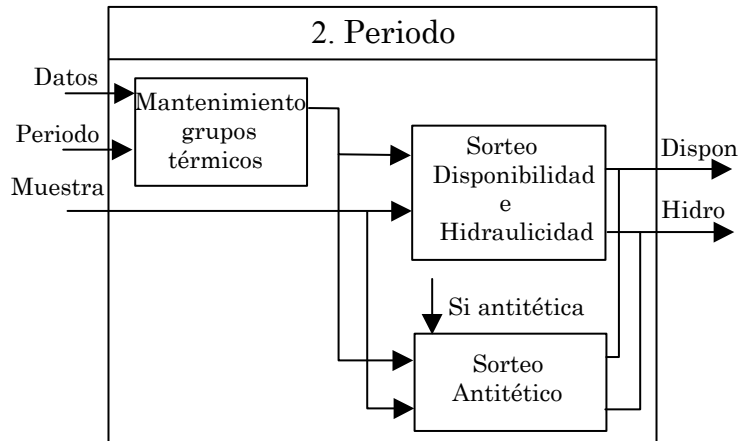 2. Periodo
Datos
Mantenimiento
grupos
térmicos
Periodo
Muestra
Sorteo
Disponibilidad
e
Hidraulicidad
Dispon
Hidro
Si antitética
Sorteo
Antitético